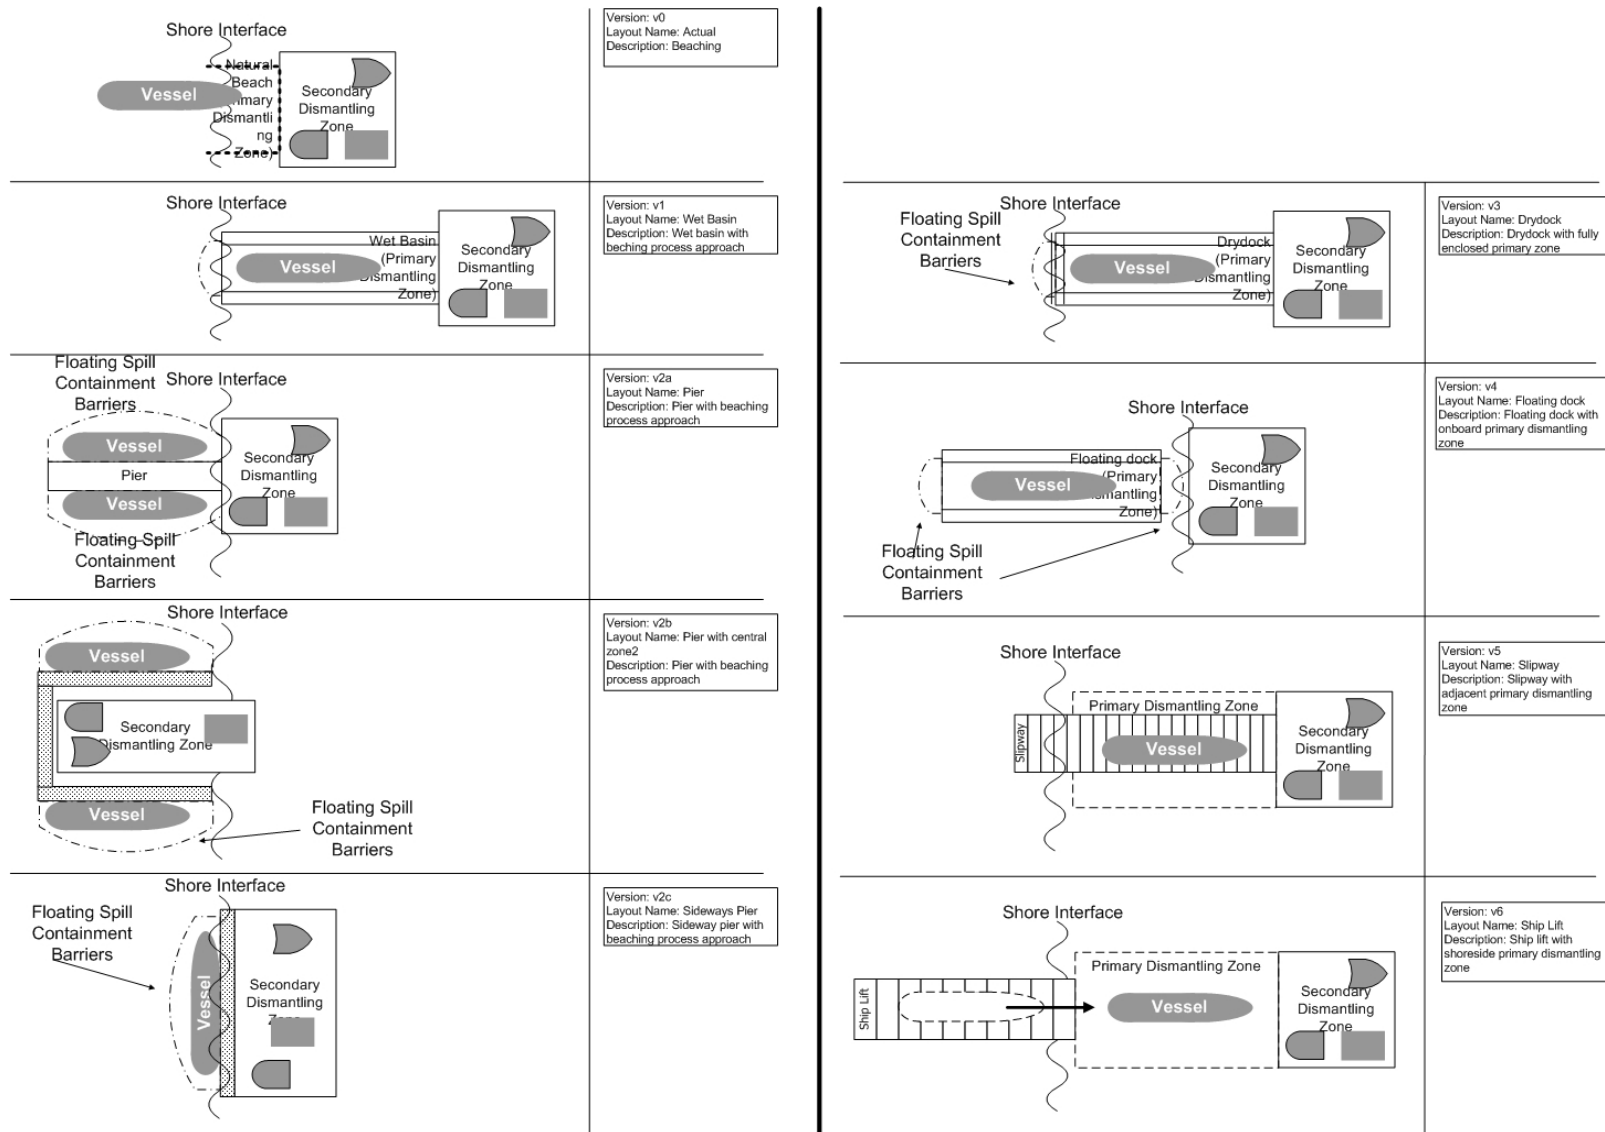 Shore Interface
Natural
Beach
Vessel
Dismantli
ng
Zone)
Secondary
Dismantling
Zone
Version: v0
Layout Name: Actual
Description: Beaching
Shore Interface
Wet Basin
(Primary
Vessel
Dismantling
Zone)
Secondary
Dismantling
Zone
Version: v1
Layout Name: Wet Basin
Description: Wet basin with
beching process approach
Floating Spill
Containment
Barriers
Shore Interface
Vessel
Pier
Vessel
Secondary
Dismantling
Zone
Floating Spill
Containment
Barriers
Version: v2a
Layout Name: Pier
Description: Pier with beaching
process approach
Shore Interface
Vessel
Secondary
Dismantling Zone
Vessel
Floating Spill
Containment
Barriers
Version: v2b
Layout Name: Pier with central
zone2
Description: Pier with beaching
process approach
Shore Interface
Floating Spill
Containment
Barriers
Vessel
Secondary
Dismantling
Zone
Version: v2c
Layout Name: Sideways Pier
Description: Sideway pier with
beaching process approach
Shore Interface
Floating Spill
Containment
Barriers
Drydock
(Primary
Vessel
Dismantling
Zone)
Secondary
Dismantling
Zone
Version: v3
Layout Name: Drydock
Description: Drydock with fully
enclosed primary zone
Shore Interface
Floating dock
(Primary
Vessel
Dismantling
Zone)
Secondary
Dismantling
Zone
Floating Spill
Containment
Barriers
Version: v4
Layout Name: Floating dock
Description: Floating dock with
onboard primary dismantling
zone
Shore Interface
Primary Dismantling Zone
Slipway
Vessel
Secondary
Dismantling
Zone
Version: v5
Layout Name: Slipway
Description: Slipway with
adjacent primary dismantling
zone
Shore Interface
Primary Dismantling Zone
Ship Lift
Vessel
Secondary
Dismantling
Zone
Version: v6
Layout Name: Ship Lift
Description: Ship lift with
shoreside primary dismantling
zone